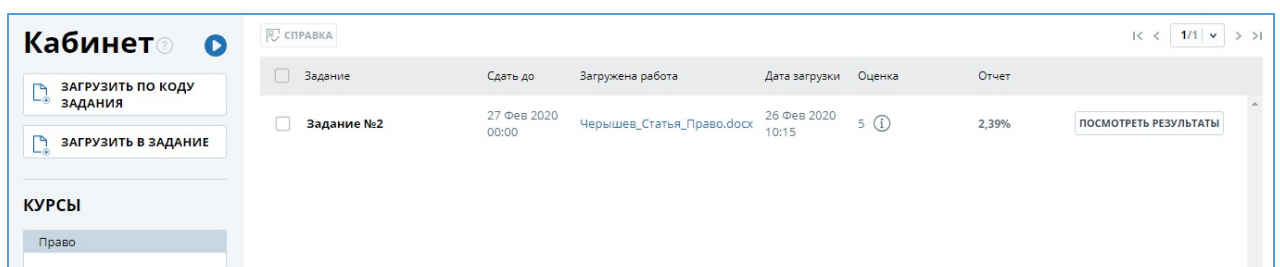 Кабинет
СПРАВКА
1/1
ЗАГРУЗИТЬ ПО КОДУ
ЗАДАНИЯ
ЗАГРУЗИТЬ В ЗАДАНИЕ
КУРСЫ
Право
Задание Сдать до Загружена работа Дата загрузки Оценка Отчет
Задание №2 27 Фев 2020 00:00 Черышев_Статья_Право.docx 26 Фев 2020 10:15 5 2,39% ПОСМОТРЕТЬ РЕЗУЛЬТАТЫ